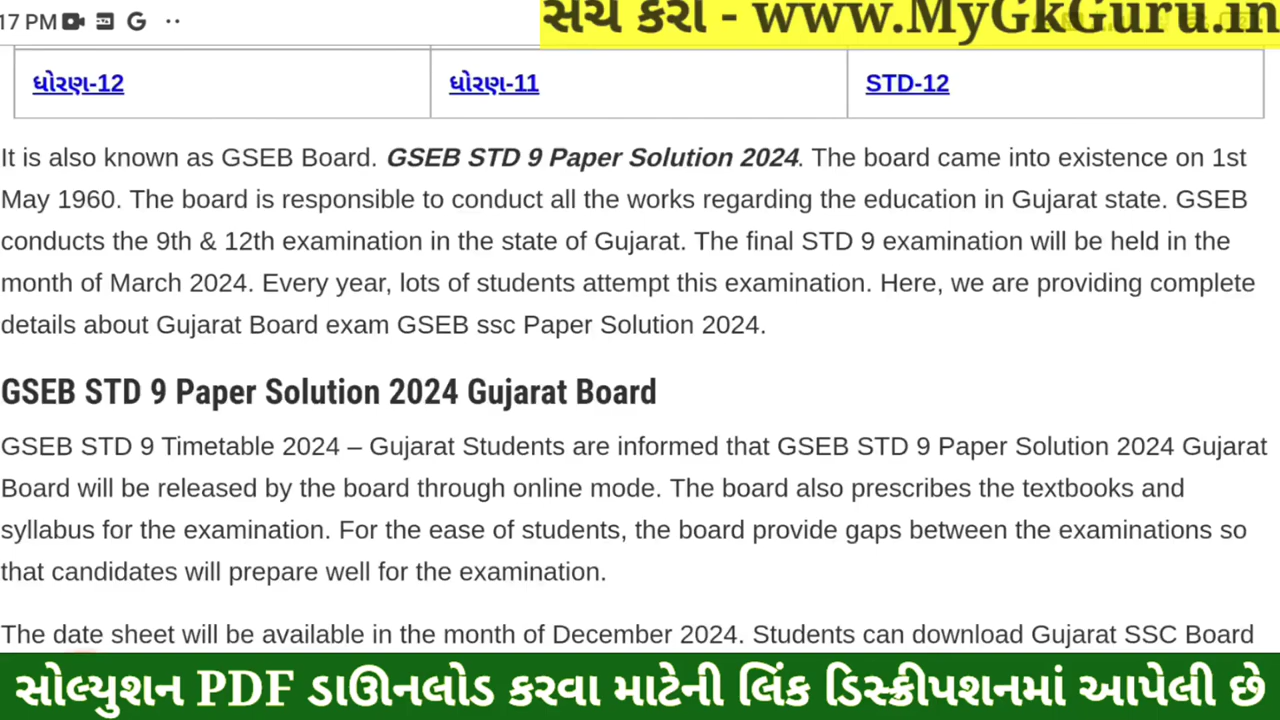 17 PM
સર્ચ કરો - www.MyGkGuru.in
ધોરણ-12 ધોરણ-11 STD-12
It is also known as GSEB Board. GSEB STD 9 Paper Solution 2024. The board came into existence on 1st
May 1960. The board is responsible to conduct all the works regarding the education in Gujarat state. GSEB
conducts the 9th & 12th examination in the state of Gujarat. The final STD 9 examination will be held in the
month of March 2024. Every year, lots of students attempt this examination. Here, we are providing complete
details about Gujarat Board exam GSEB ssc Paper Solution 2024.
GSEB STD 9 Paper Solution 2024 Gujarat Board
GSEB STD 9 Timetable 2024 – Gujarat Students are informed that GSEB STD 9 Paper Solution 2024 Gujarat
Board will be released by the board through online mode. The board also prescribes the textbooks and
syllabus for the examination. For the ease of students, the board provide gaps between the examinations so
that candidates will prepare well for the examination.
The date sheet will be available in the month of December 2024. Students can download Gujarat SSC Board
સોલ્યુશન PDF ડાઊનલોડ કરવા માટેની લિંક ડિસ્ક્રીપશનમાં આપેલી છે